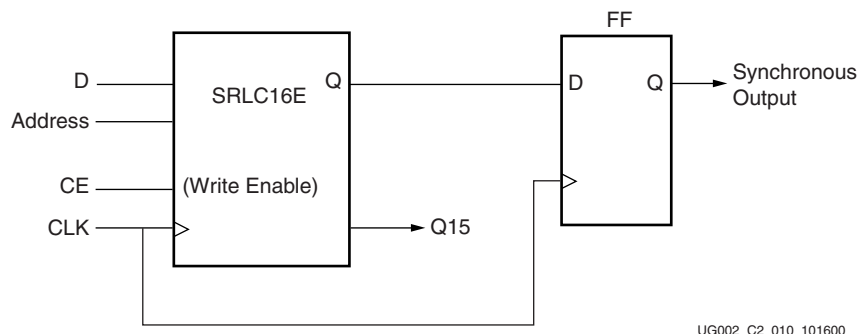 FF
D
Address
CE
CLK
SRLC16E
Q
(Write Enable)
Q15
D
Q
Synchronous
Output
UG002_C2_010_101600